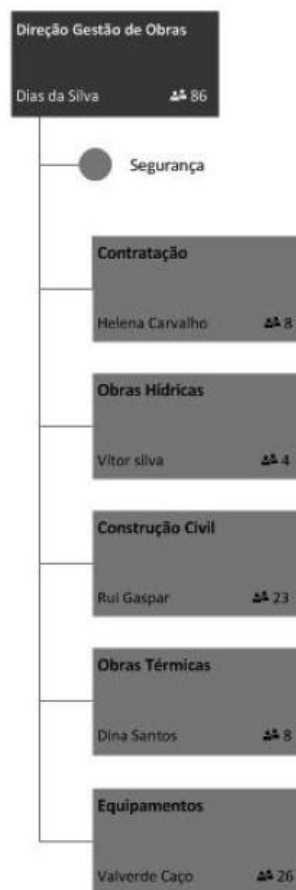 Direção Gestão de Obras
Dias da Silva 86
Segurança
Contratação
Helena Carvalho 8
Obras Hídricas
Vitor silva 4
Construção Civil
Rui Gaspar 23
Obras Térmicas
Dina Santos 8
Equipamentos
Valverde Caço 26